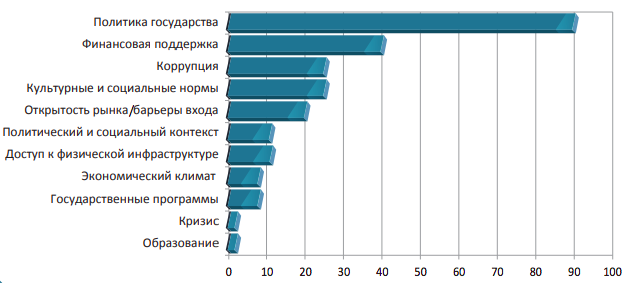 Политика государства
Финансовая поддержка
Коррупция
Культурные и социальные нормы
Открытость рынка/барьеры входа
Политический и социальный контекст
Доступ к физической инфраструктуре
Экономический климат
Государственные программы
Кризис
Образование
0 10 20 30 40 50 60 70 80 90 100